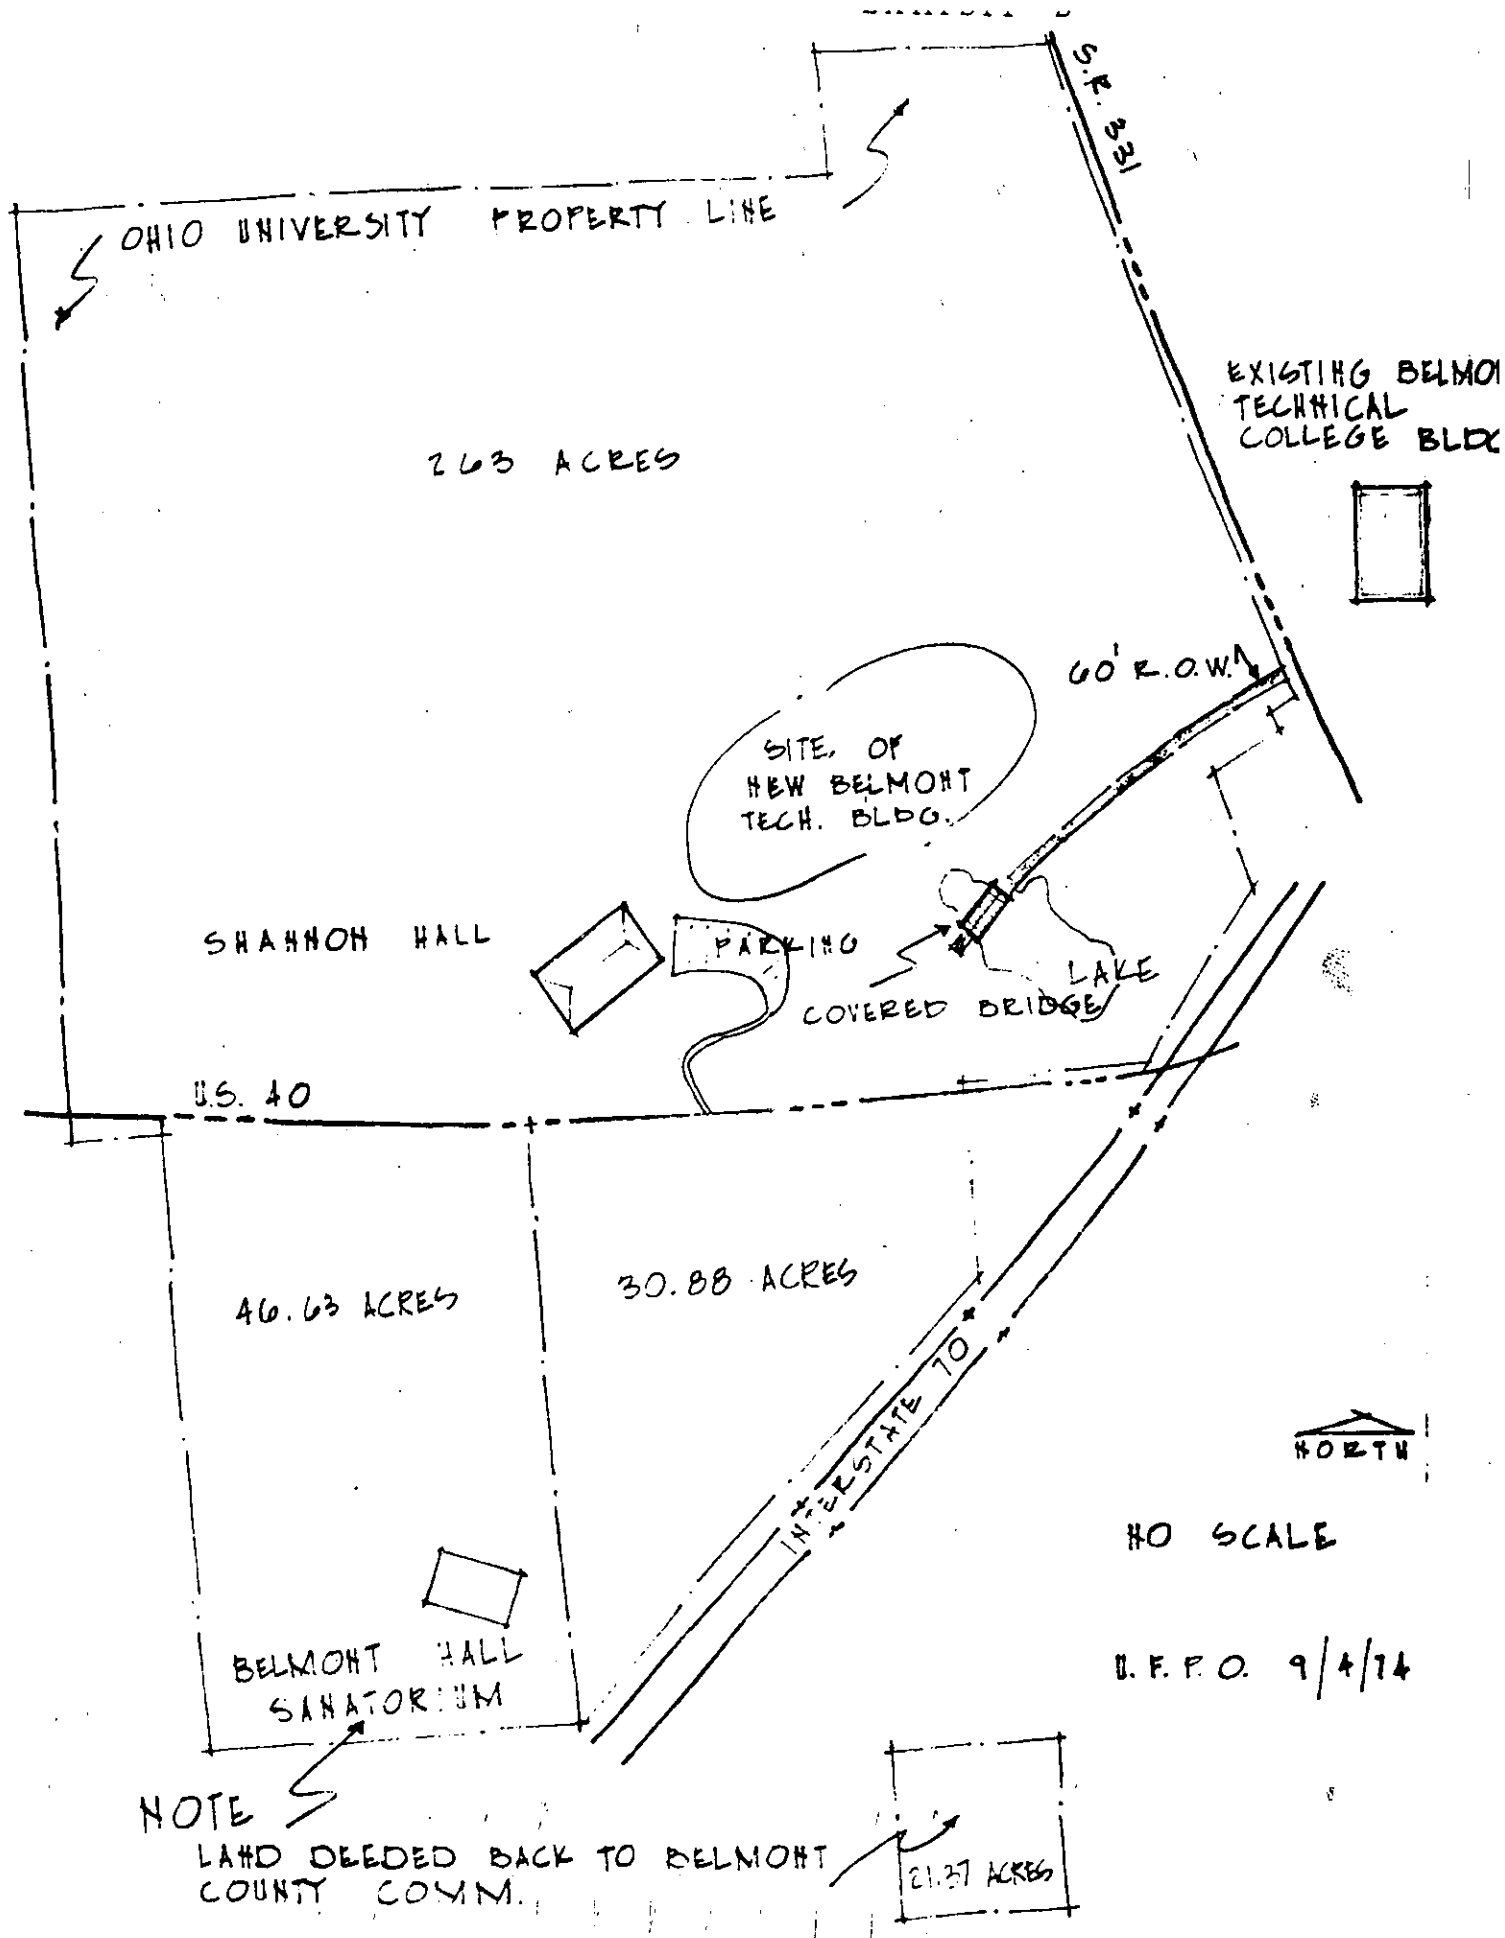 S.R. 331
OHIO UNIVERSITY PROPERTY LINE
EXISTING BELMO
TECHNICAL
COLLEGE BLDG
263 ACRES
60' R.O.W.
SITE OF
NEW BELMONT
TECH. BLDG.
SHANNON HALL
PARKING
LAKE
COVERED BRIDGE
U.S. 40
46.63 ACRES
30.88 ACRES
INTERSTATE 70
NORTH
NO SCALE
BELMONT HALL
SANATORIUM
U.F.P.O. 9/4/74
NOTE
LAND DEEDED BACK TO BELMONT
COUNTY COMM.
21.37 ACRES